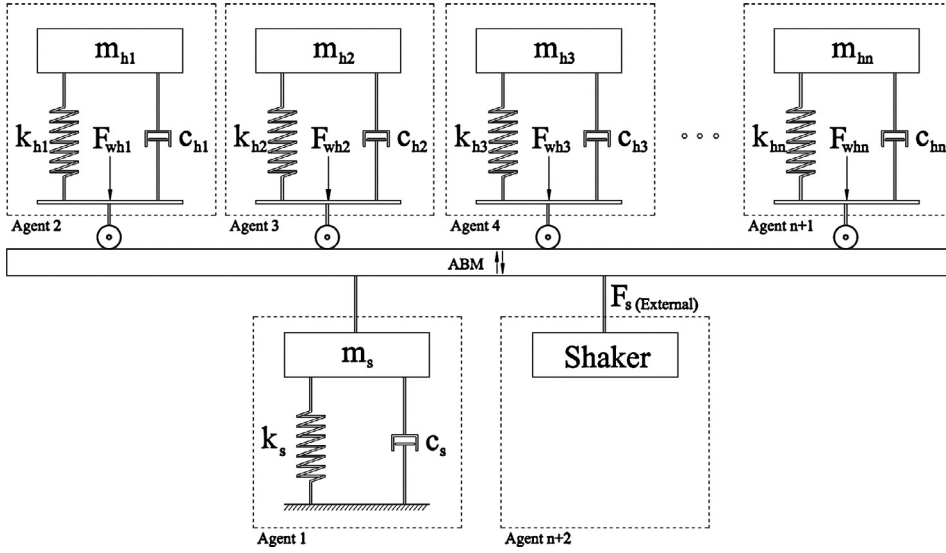 m_h1 m_h2 m_h3 m_hn
k_h1 F_wh1 c_h1 k_h2 F_wh2 c_h2 k_h3 F_wh3 c_h3 k_hn F_whn c_hn
Agent 2 Agent 3 Agent 4 Agent n+1
ABM
F_s (External)
m_s Shaker
k_s c_s
Agent 1 Agent n+2